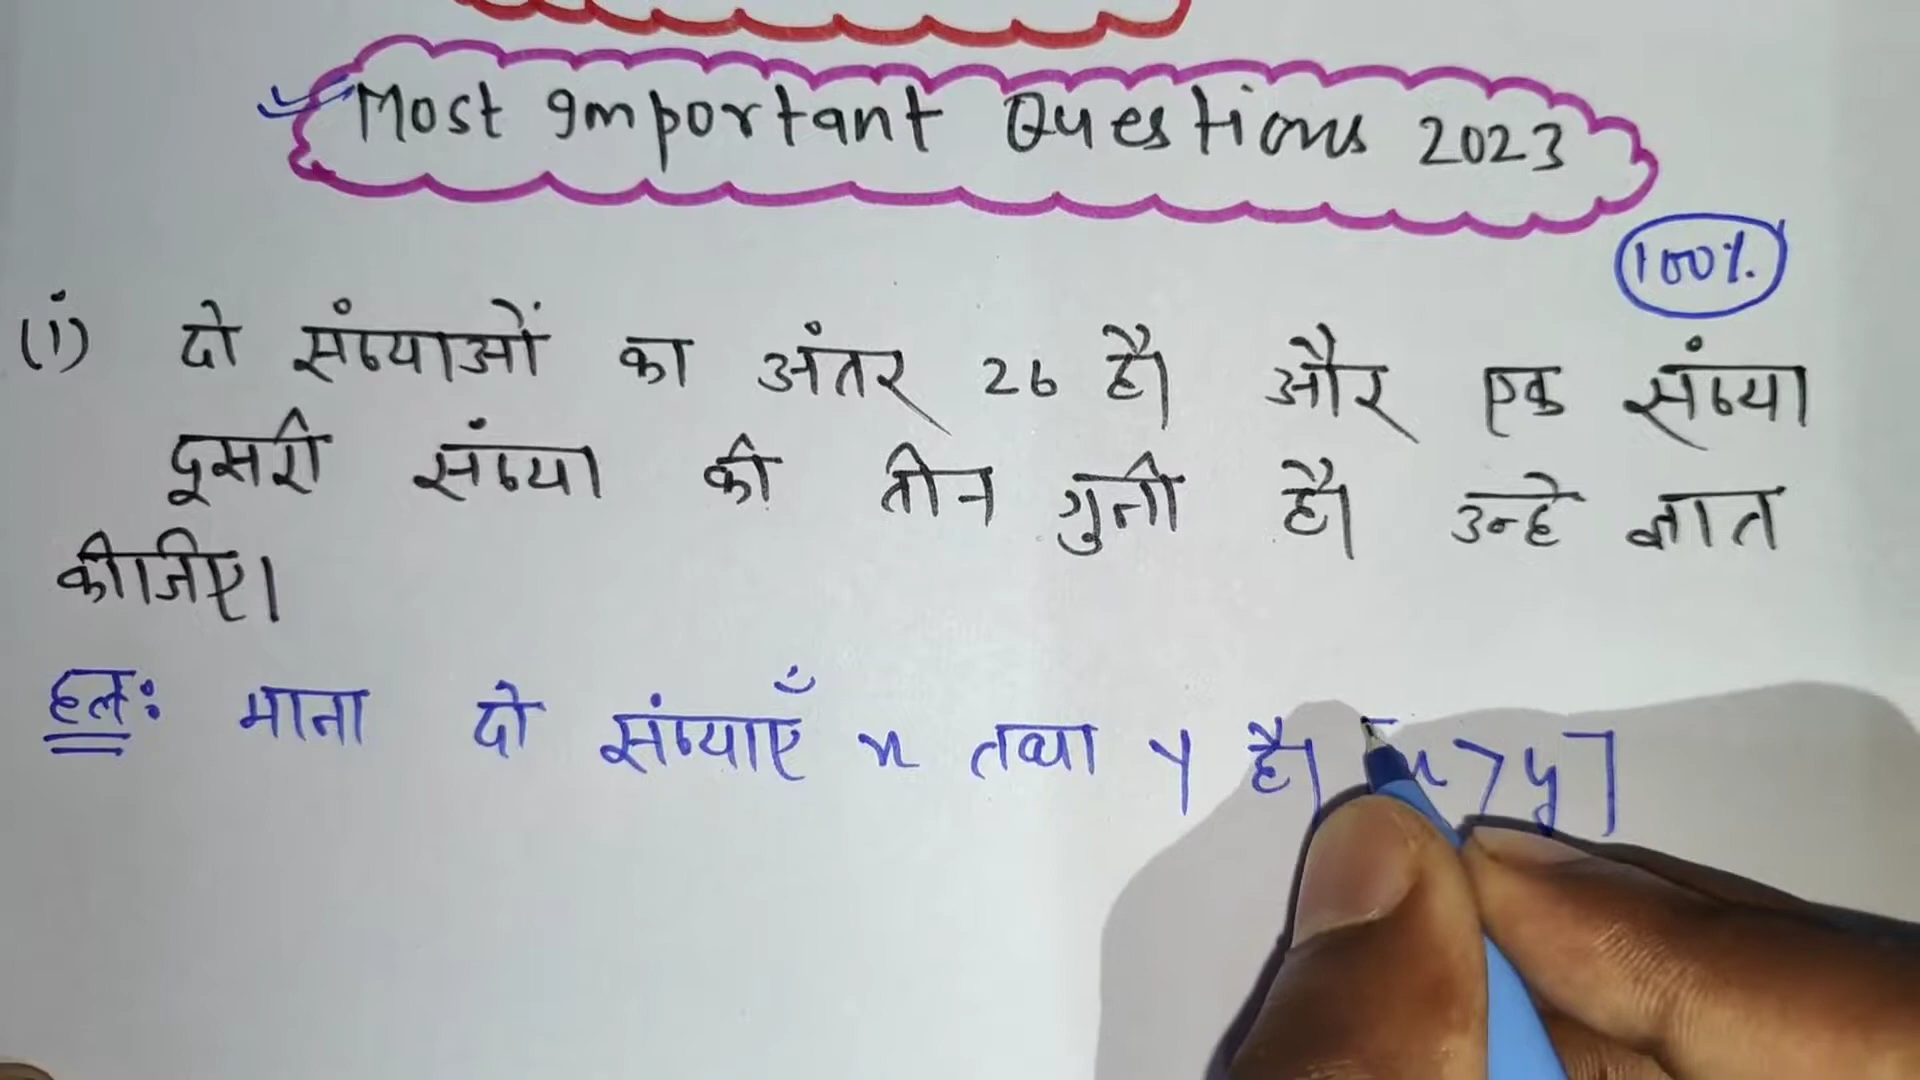 Most Important Questions 2023
100%.
(i) दो संख्याओं का अंतर 26 है। और एक संख्या
दूसरी संख्या की तीन गुनी है। उन्हे ज्ञात
कीजिए।
हल: माना दो संख्याएँ x तथा y है। [x>y]